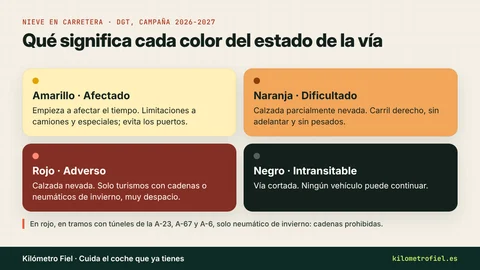 NIEVE EN CARRETERA · DGT, CAMPAÑA 2026-2027
Qué significa cada color del estado de la vía
Amarillo · Afectado
Empieza a afectar el tiempo. Limitaciones a
camiones y especiales; evita los puertos.
Naranja · Dificultado
Calzada parcialmente nevada. Carril derecho, sin
adelantar y sin pesados.
Rojo · Adverso
Calzada nevada. Solo turismos con cadenas o
neumáticos de invierno, muy despacio.
Negro · Intransitable
Vía cortada. Ningún vehículo puede continuar.
En rojo, en tramos con túneles de la A-23, A-67 y A-6, solo neumático de invierno: cadenas prohibidas.
Kilómetro Fiel · Cuida el coche que ya tienes
kilometrofiel.es